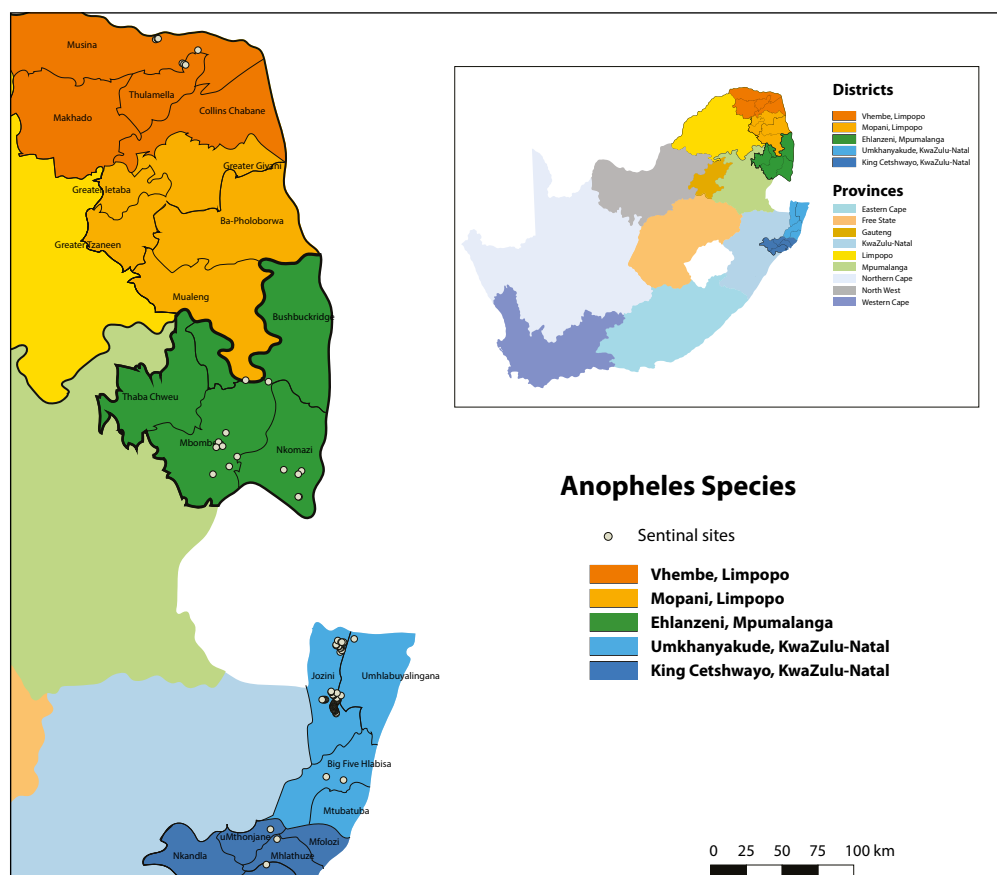 Musina
Thulamella
Makhado
Collins Chabane
Greater Giyani
Greater letaba
Ba-Pholoborwa
Greater Tzaneen
Mualeng
Bushbuckridge
Thaba Chweu
Mbombe
Nkomazi
Jozini
Umhlabuyalingana
Big Five Hlabisa
Mtubatuba
uMthonjane
Mfolozi
Nkandla
Mhlathuze
Districts
Vhembe, Limpopo
Mopani, Limpopo
Ehlanzeni, Mpumalanga
Umkhanyakude, KwaZulu-Natal
King Cetshwayo, KwaZulu-Natal
Provinces
Eastern Cape
Free State
Gauteng
KwaZulu-Natal
Limpopo
Mpumalanga
Northern Cape
North West
Western Cape
Anopheles Species
Sentinal sites
Vhembe, Limpopo
Mopani, Limpopo
Ehlanzeni, Mpumalanga
Umkhanyakude, KwaZulu-Natal
King Cetshwayo, KwaZulu-Natal
0 25 50 75 100 km